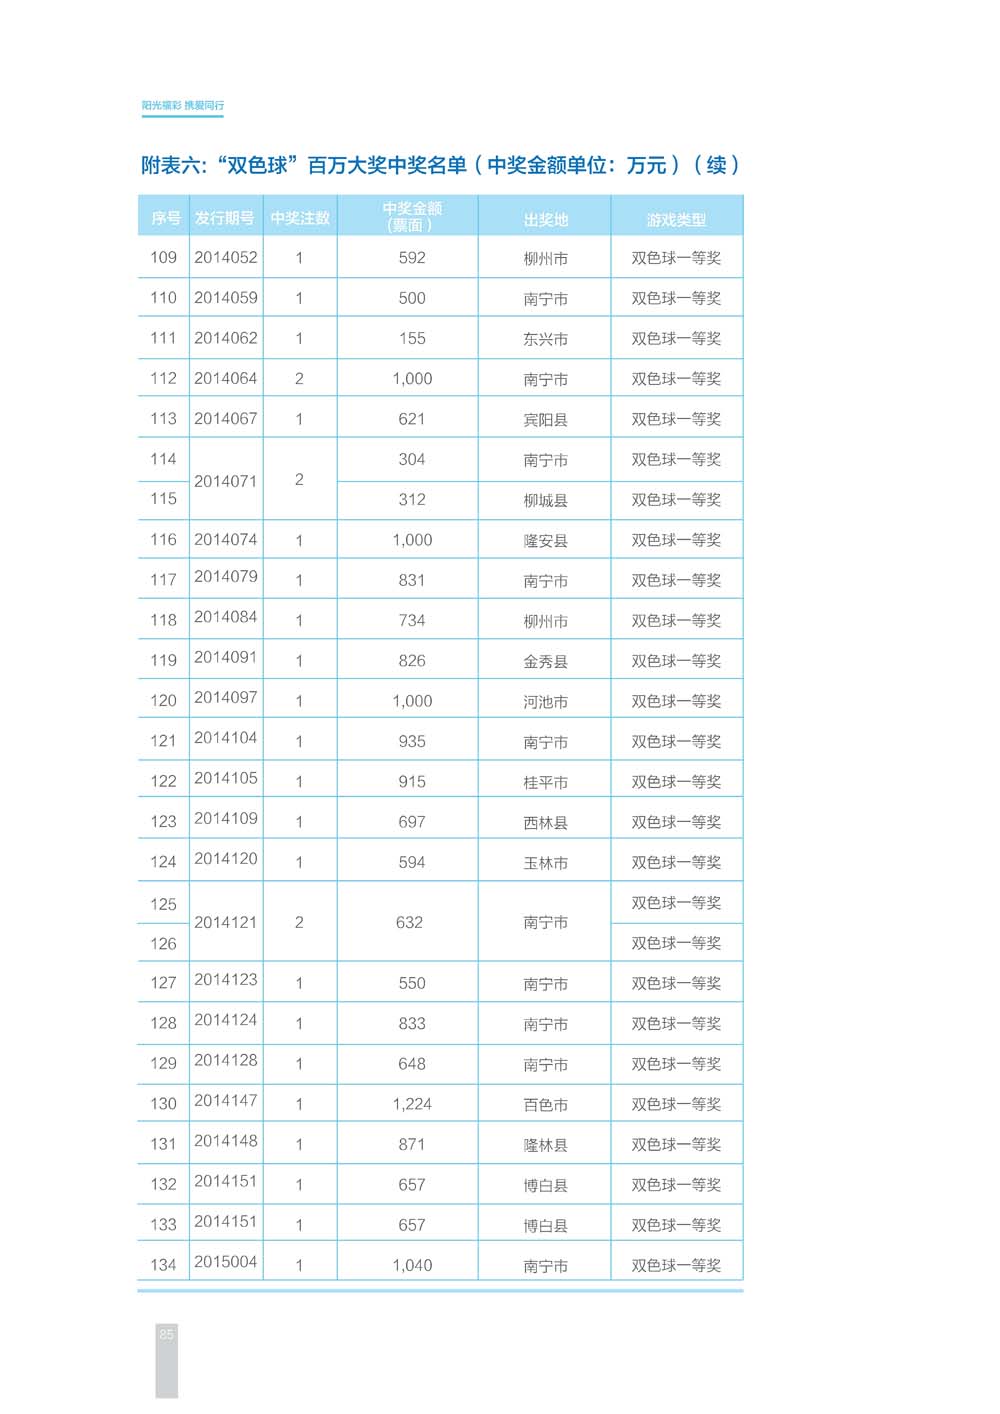 阳光福彩 携爱同行
附表六：“双色球”百万大奖中奖名单（中奖金额单位：万元）（续）
序号 发行期号 中奖注数 中奖金额(票面) 出奖地 游戏类型
109 2014052 1 592 柳州市 双色球一等奖
110 2014059 1 500 南宁市 双色球一等奖
111 2014062 1 155 东兴市 双色球一等奖
112 2014064 2 1,000 南宁市 双色球一等奖
113 2014067 1 621 宾阳县 双色球一等奖
114 2014071 2 304 南宁市 双色球一等奖
115 312 柳城县 双色球一等奖
116 2014074 1 1,000 隆安县 双色球一等奖
117 2014079 1 831 南宁市 双色球一等奖
118 2014084 1 734 柳州市 双色球一等奖
119 2014091 1 826 金秀县 双色球一等奖
120 2014097 1 1,000 河池市 双色球一等奖
121 2014104 1 935 南宁市 双色球一等奖
122 2014105 1 915 桂平市 双色球一等奖
123 2014109 1 697 西林县 双色球一等奖
124 2014120 1 594 玉林市 双色球一等奖
125 2014121 2 632 南宁市 双色球一等奖
126 双色球一等奖
127 2014123 1 550 南宁市 双色球一等奖
128 2014124 1 833 南宁市 双色球一等奖
129 2014128 1 648 南宁市 双色球一等奖
130 2014147 1 1,224 百色市 双色球一等奖
131 2014148 1 871 隆林县 双色球一等奖
132 2014151 1 657 博白县 双色球一等奖
133 2014151 1 657 博白县 双色球一等奖
134 2015004 1 1,040 南宁市 双色球一等奖
85